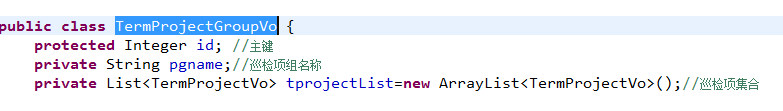 public class TermProjectGroupVo {
protected Integer id; //主键
private String pgname;//巡检项组名称
private List<TermProjectVo> tprojectList=new ArrayList<TermProjectVo>();//巡检项集合